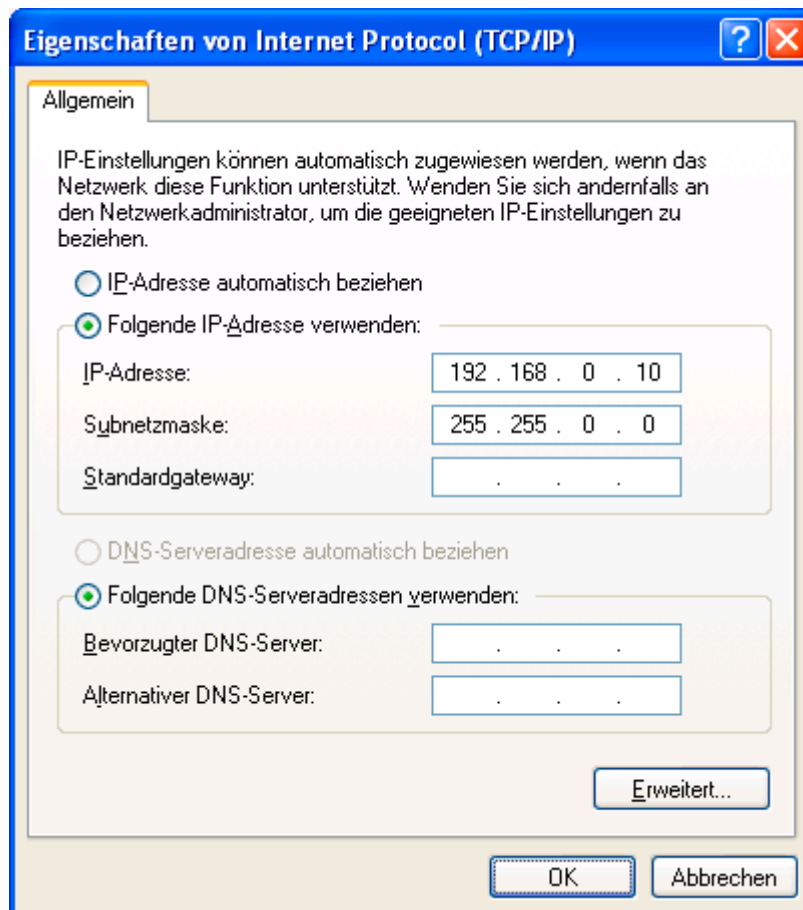 Eigenschaften von Internet Protocol (TCP/IP)
Allgemein
IP-Einstellungen können automatisch zugewiesen werden, wenn das
Netzwerk diese Funktion unterstützt. Wenden Sie sich andernfalls an
den Netzwerkadministrator, um die geeigneten IP-Einstellungen zu
beziehen.
IP-Adresse automatisch beziehen
Folgende IP-Adresse verwenden:
IP-Adresse: 192 . 168 . 0 . 10
Subnetzmaske: 255 . 255 . 0 . 0
Standardgateway: . . .
DNS-Serveradresse automatisch beziehen
Folgende DNS-Serveradressen verwenden:
Bevorzugter DNS-Server: . . .
Alternativer DNS-Server: . . .
Erweitert...
OK Abbrechen